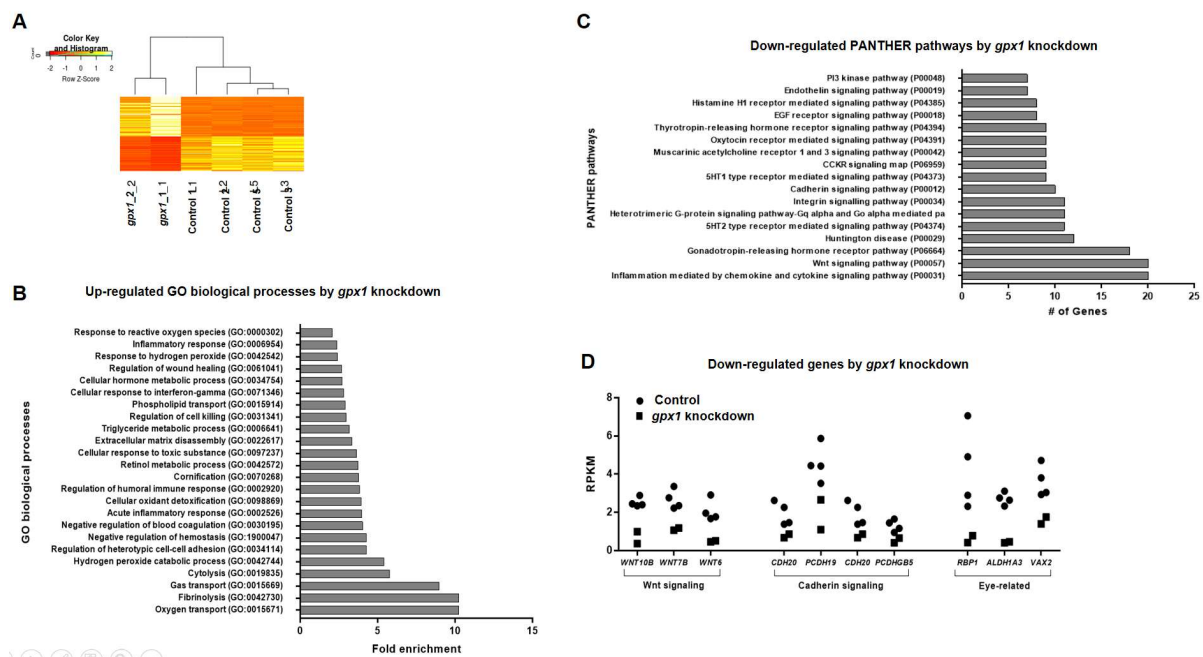 A
Color Key
and Histogram
Count
0
-2 -1 0 1 2
Row Z-Score
gpx1_2_2
gpx1_1_1
B
Up-regulated GO biological processes by gpx1 knockdown
GO biological processes
Response to reactive oxygen species (GO:0000302)
Inflammatory response (GO:0006954)
Response to hydrogen peroxide (GO:0042542)
Regulation of wound healing (GO:0061041)
Cellular hormone metabolic process (GO:0034754)
Cellular response to interferon-gamma (GO:0071346)
Phospholipid transport (GO:0015914)
Regulation of cell killing (GO:0031341)
Triglyceride metabolic process (GO:0006641)
Extracellular matrix disassembly (GO:0022617)
Cellular response to toxic substance (GO:0097237)
Retinol metabolic process (GO:0042572)
Cornification (GO:0070268)
Regulation of humoral immune response (GO:0002920)
Cellular oxidant detoxification (GO:0098869)
Acute inflammatory response (GO:0002526)
Negative regulation of blood coagulation (GO:0030195)
Negative regulation of hemostasis (GO:1900047)
Regulation of heterotypic cell-cell adhesion (GO:0034114)
Hydrogen peroxide catabolic process (GO:0042744)
Cytolysis (GO:0019835)
Gas transport (GO:0015669)
Fibrinolysis (GO:0042730)
Oxygen transport (GO:0015671)
0 5 10 15
Fold enrichment
C
Down-regulated PANTHER pathways by gpx1 knockdown
PANTHER pathways
PI3 kinase pathway (P00048)
Endothelin signaling pathway (P00019)
Histamine H1 receptor mediated signaling pathway (P04385)
EGF receptor signaling pathway (P00018)
Thyrotropin-releasing hormone receptor signaling pathway (P04394)
Oxytocin receptor mediated signaling pathway (P04391)
Muscarinic acetylcholine receptor 1 and 3 signaling pathway (P00042)
CCKR signaling map (P06959)
5HT1 type receptor mediated signaling pathway (P04373)
Cadherin signaling pathway (P00012)
Integrin signalling pathway (P00034)
Heterotrimeric G-protein signaling pathway-Gq alpha and Go alpha mediated pa
5HT2 type receptor mediated signaling pathway (P04374)
Huntington disease (P00029)
Gonadotropin-releasing hormone receptor pathway (P06664)
Wnt signaling pathway (P00057)
Inflammation mediated by chemokine and cytokine signaling pathway (P00031)
0 5 10 15 20 25
# of Genes
D
Down-regulated genes by gpx1 knockdown
Control
gpx1 knockdown
RPKM
8
6
4
2
0
WNT10B WNT7B WNT6 CDH20 PCDH19 CDH20 PCDHGB5 RBP1 ALDH1A3 VAX2
Wnt signaling Cadherin signaling Eye-related